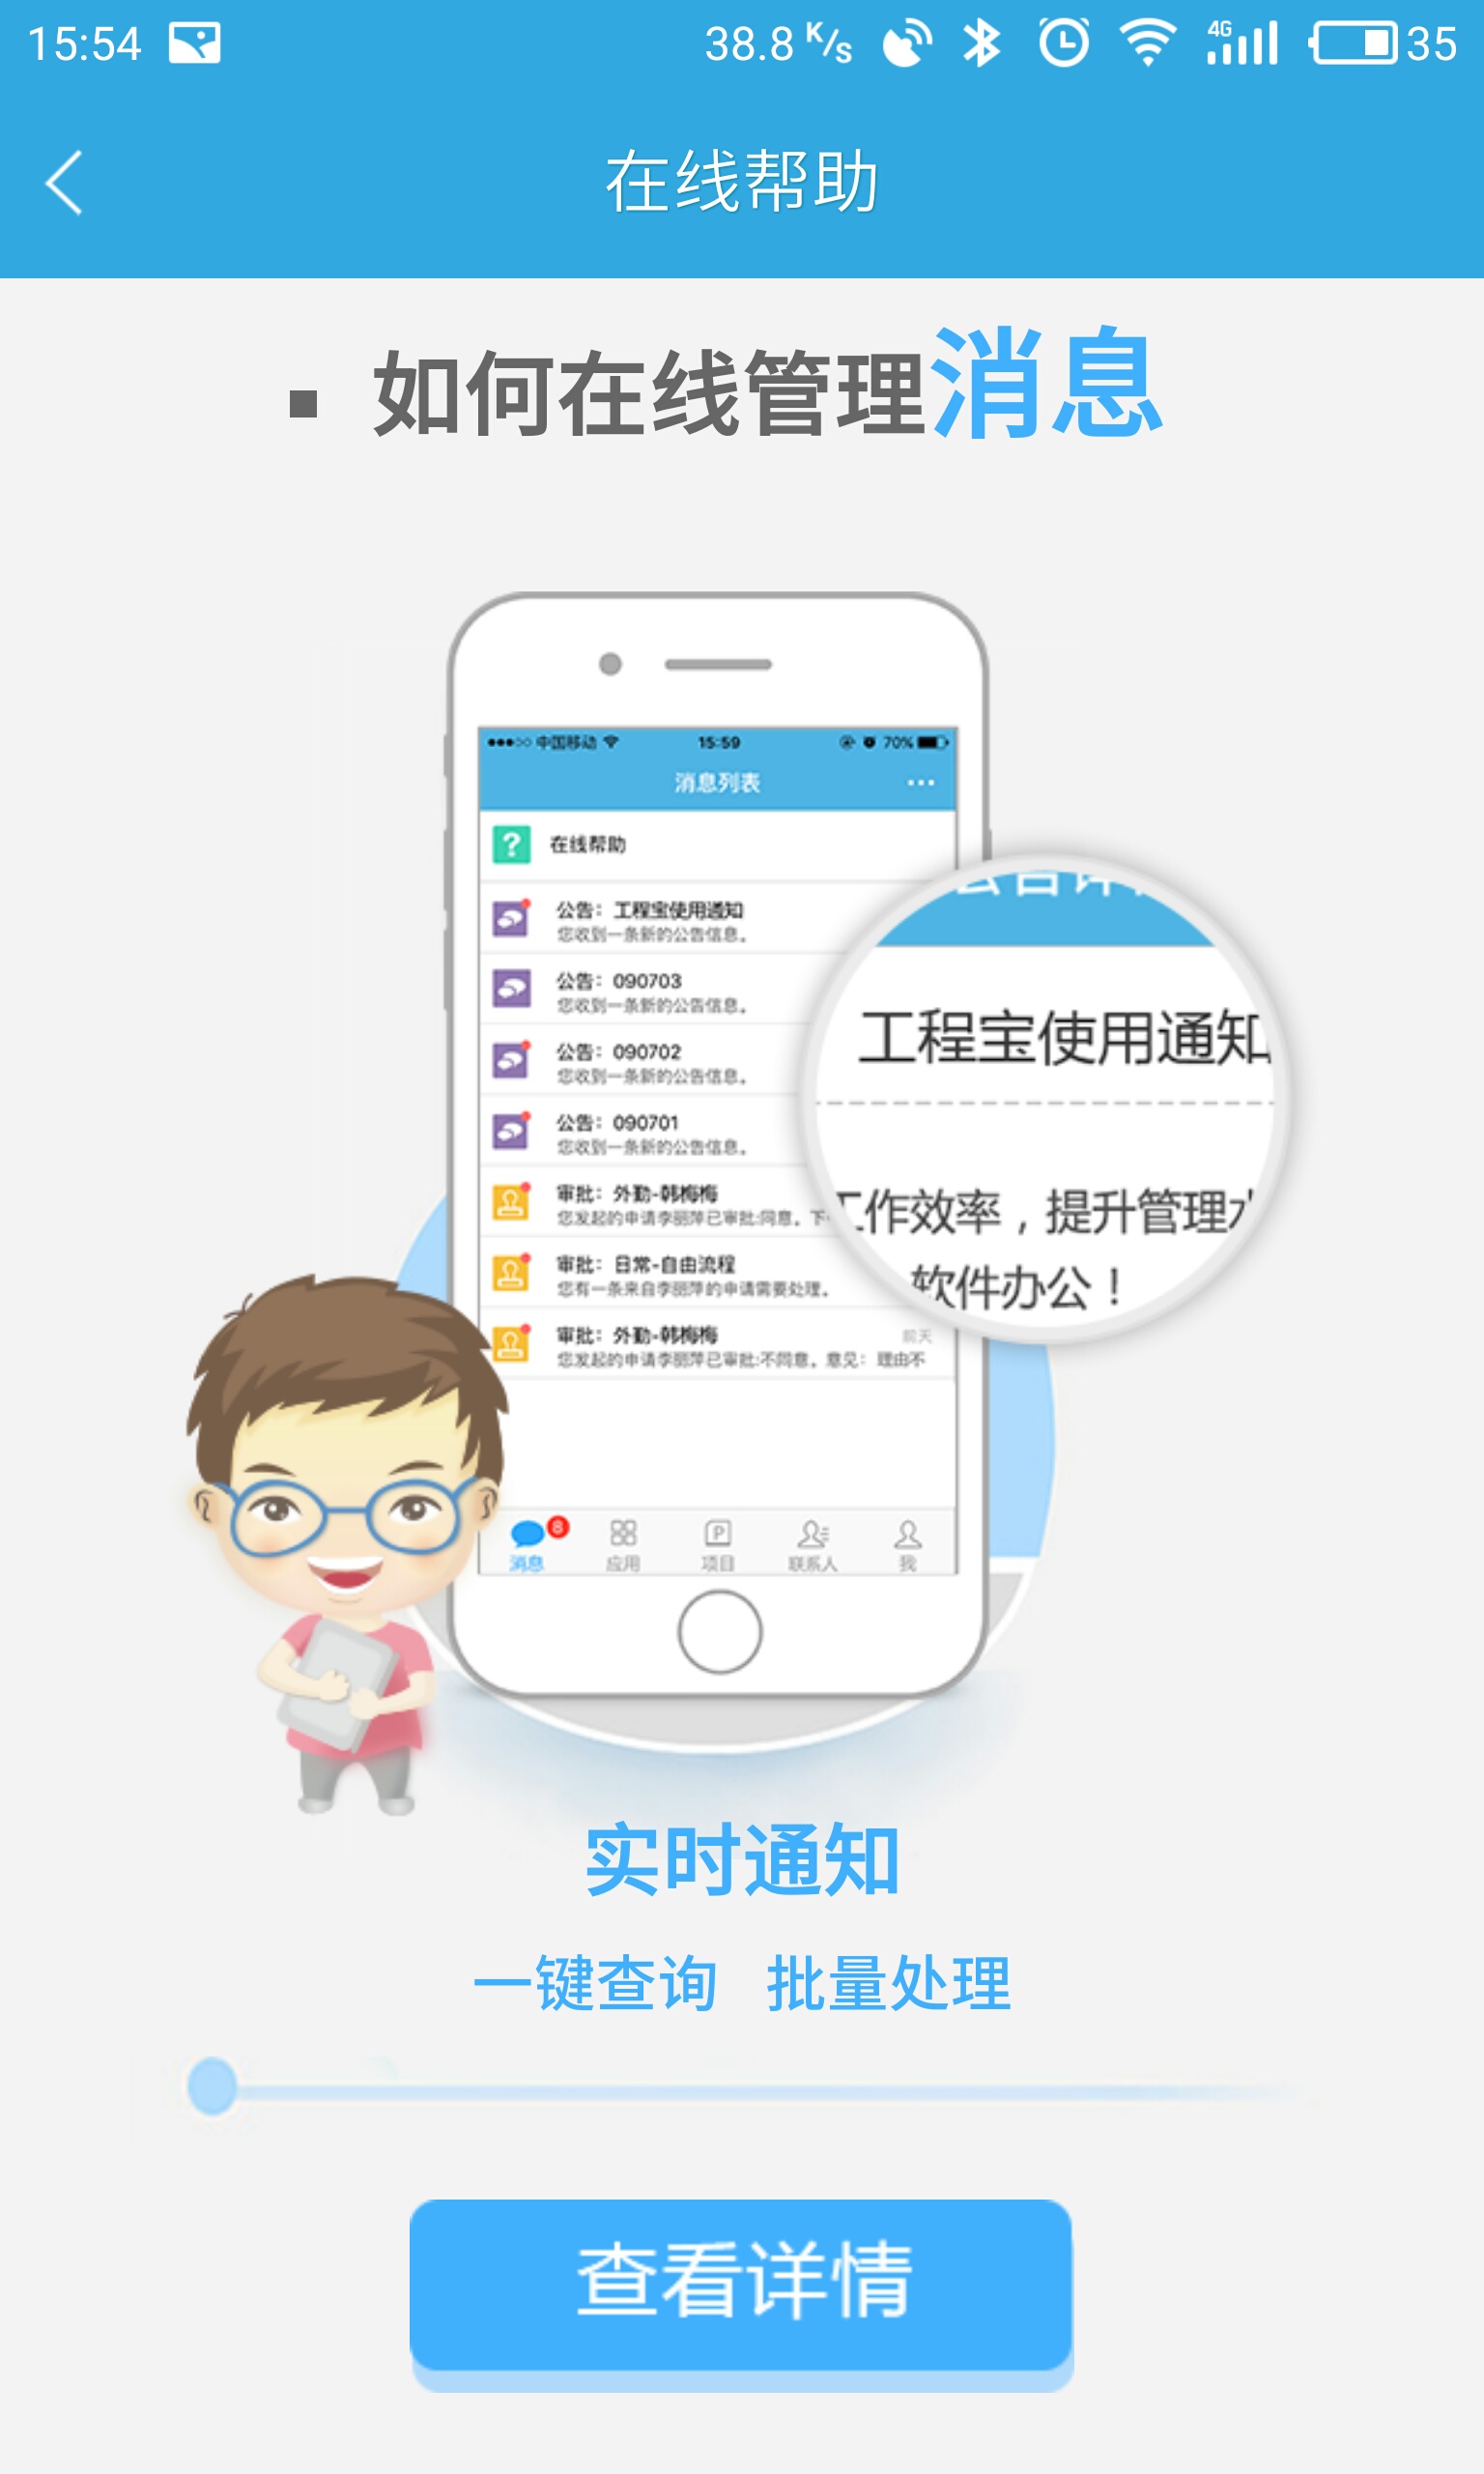 15:54 38.8 K/s 4G 35
在线帮助
▪ 如何在线管理消息
中国移动 15:59 70%
消息列表 ...
? 在线帮助
公告：工程宝使用通知
您收到一条新的公告信息。
公告：090703
您收到一条新的公告信息。
公告：090702
您收到一条新的公告信息。
公告：090701
您收到一条新的公告信息。
审批：外勤-韩梅梅
您发起的申请李丽萍已审批:同意。下
审批：日常-自由流程
您有一条来自李丽萍的申请需要处理。
审批：外勤-韩梅梅 前天
您发起的申请李丽萍已审批:不同意。意见：理由不
工程宝使用通知
工作效率，提升管理水
软件办公！
8
消息 应用 项目 联系人 我
实时通知
一键查询 批量处理
查看详情